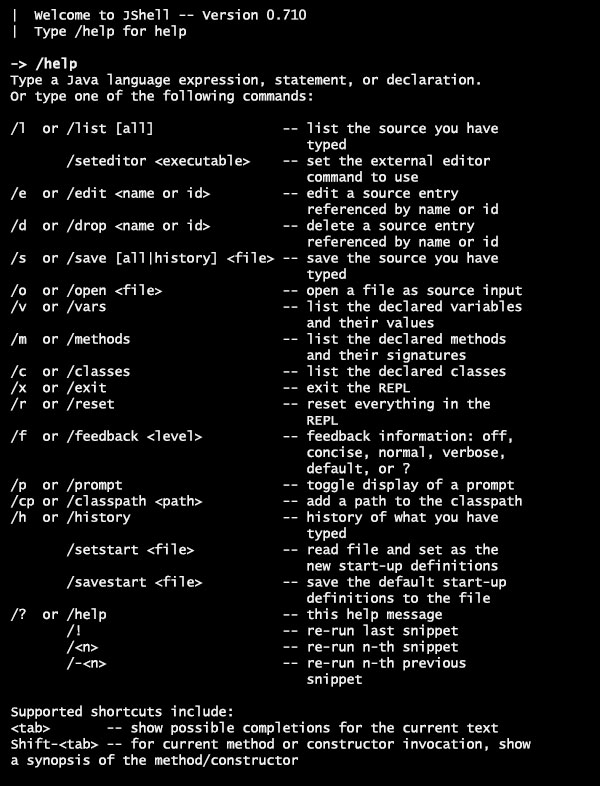 |  Welcome to JShell -- Version 0.710
|  Type /help for help
-> /help
Type a Java language expression, statement, or declaration.
Or type one of the following commands:
/l  or /list [all]                -- list the source you have
                                     typed
       /seteditor <executable>    -- set the external editor
                                     command to use
/e  or /edit <name or id>         -- edit a source entry
                                     referenced by name or id
/d  or /drop <name or id>         -- delete a source entry
                                     referenced by name or id
/s  or /save [all|history] <file> -- save the source you have
                                     typed
/o  or /open <file>               -- open a file as source input
/v  or /vars                      -- list the declared variables
                                     and their values
/m  or /methods                   -- list the declared methods
                                     and their signatures
/c  or /classes                   -- list the declared classes
/x  or /exit                      -- exit the REPL
/r  or /reset                     -- reset everything in the
                                     REPL
/f  or /feedback <level>          -- feedback information: off,
                                     concise, normal, verbose,
                                     default, or ?
/p  or /prompt                    -- toggle display of a prompt
/cp or /classpath <path>          -- add a path to the classpath
/h  or /history                   -- history of what you have
                                     typed
       /setstart <file>           -- read file and set as the
                                     new start-up definitions
       /savestart <file>          -- save the default start-up
                                     definitions to the file
/?  or /help                      -- this help message
       /!                         -- re-run last snippet
       /<n>                       -- re-run n-th snippet
       /-<n>                      -- re-run n-th previous
                                     snippet
Supported shortcuts include:
<tab>       -- show possible completions for the current text
Shift-<tab> -- for current method or constructor invocation, show
a synopsis of the method/constructor